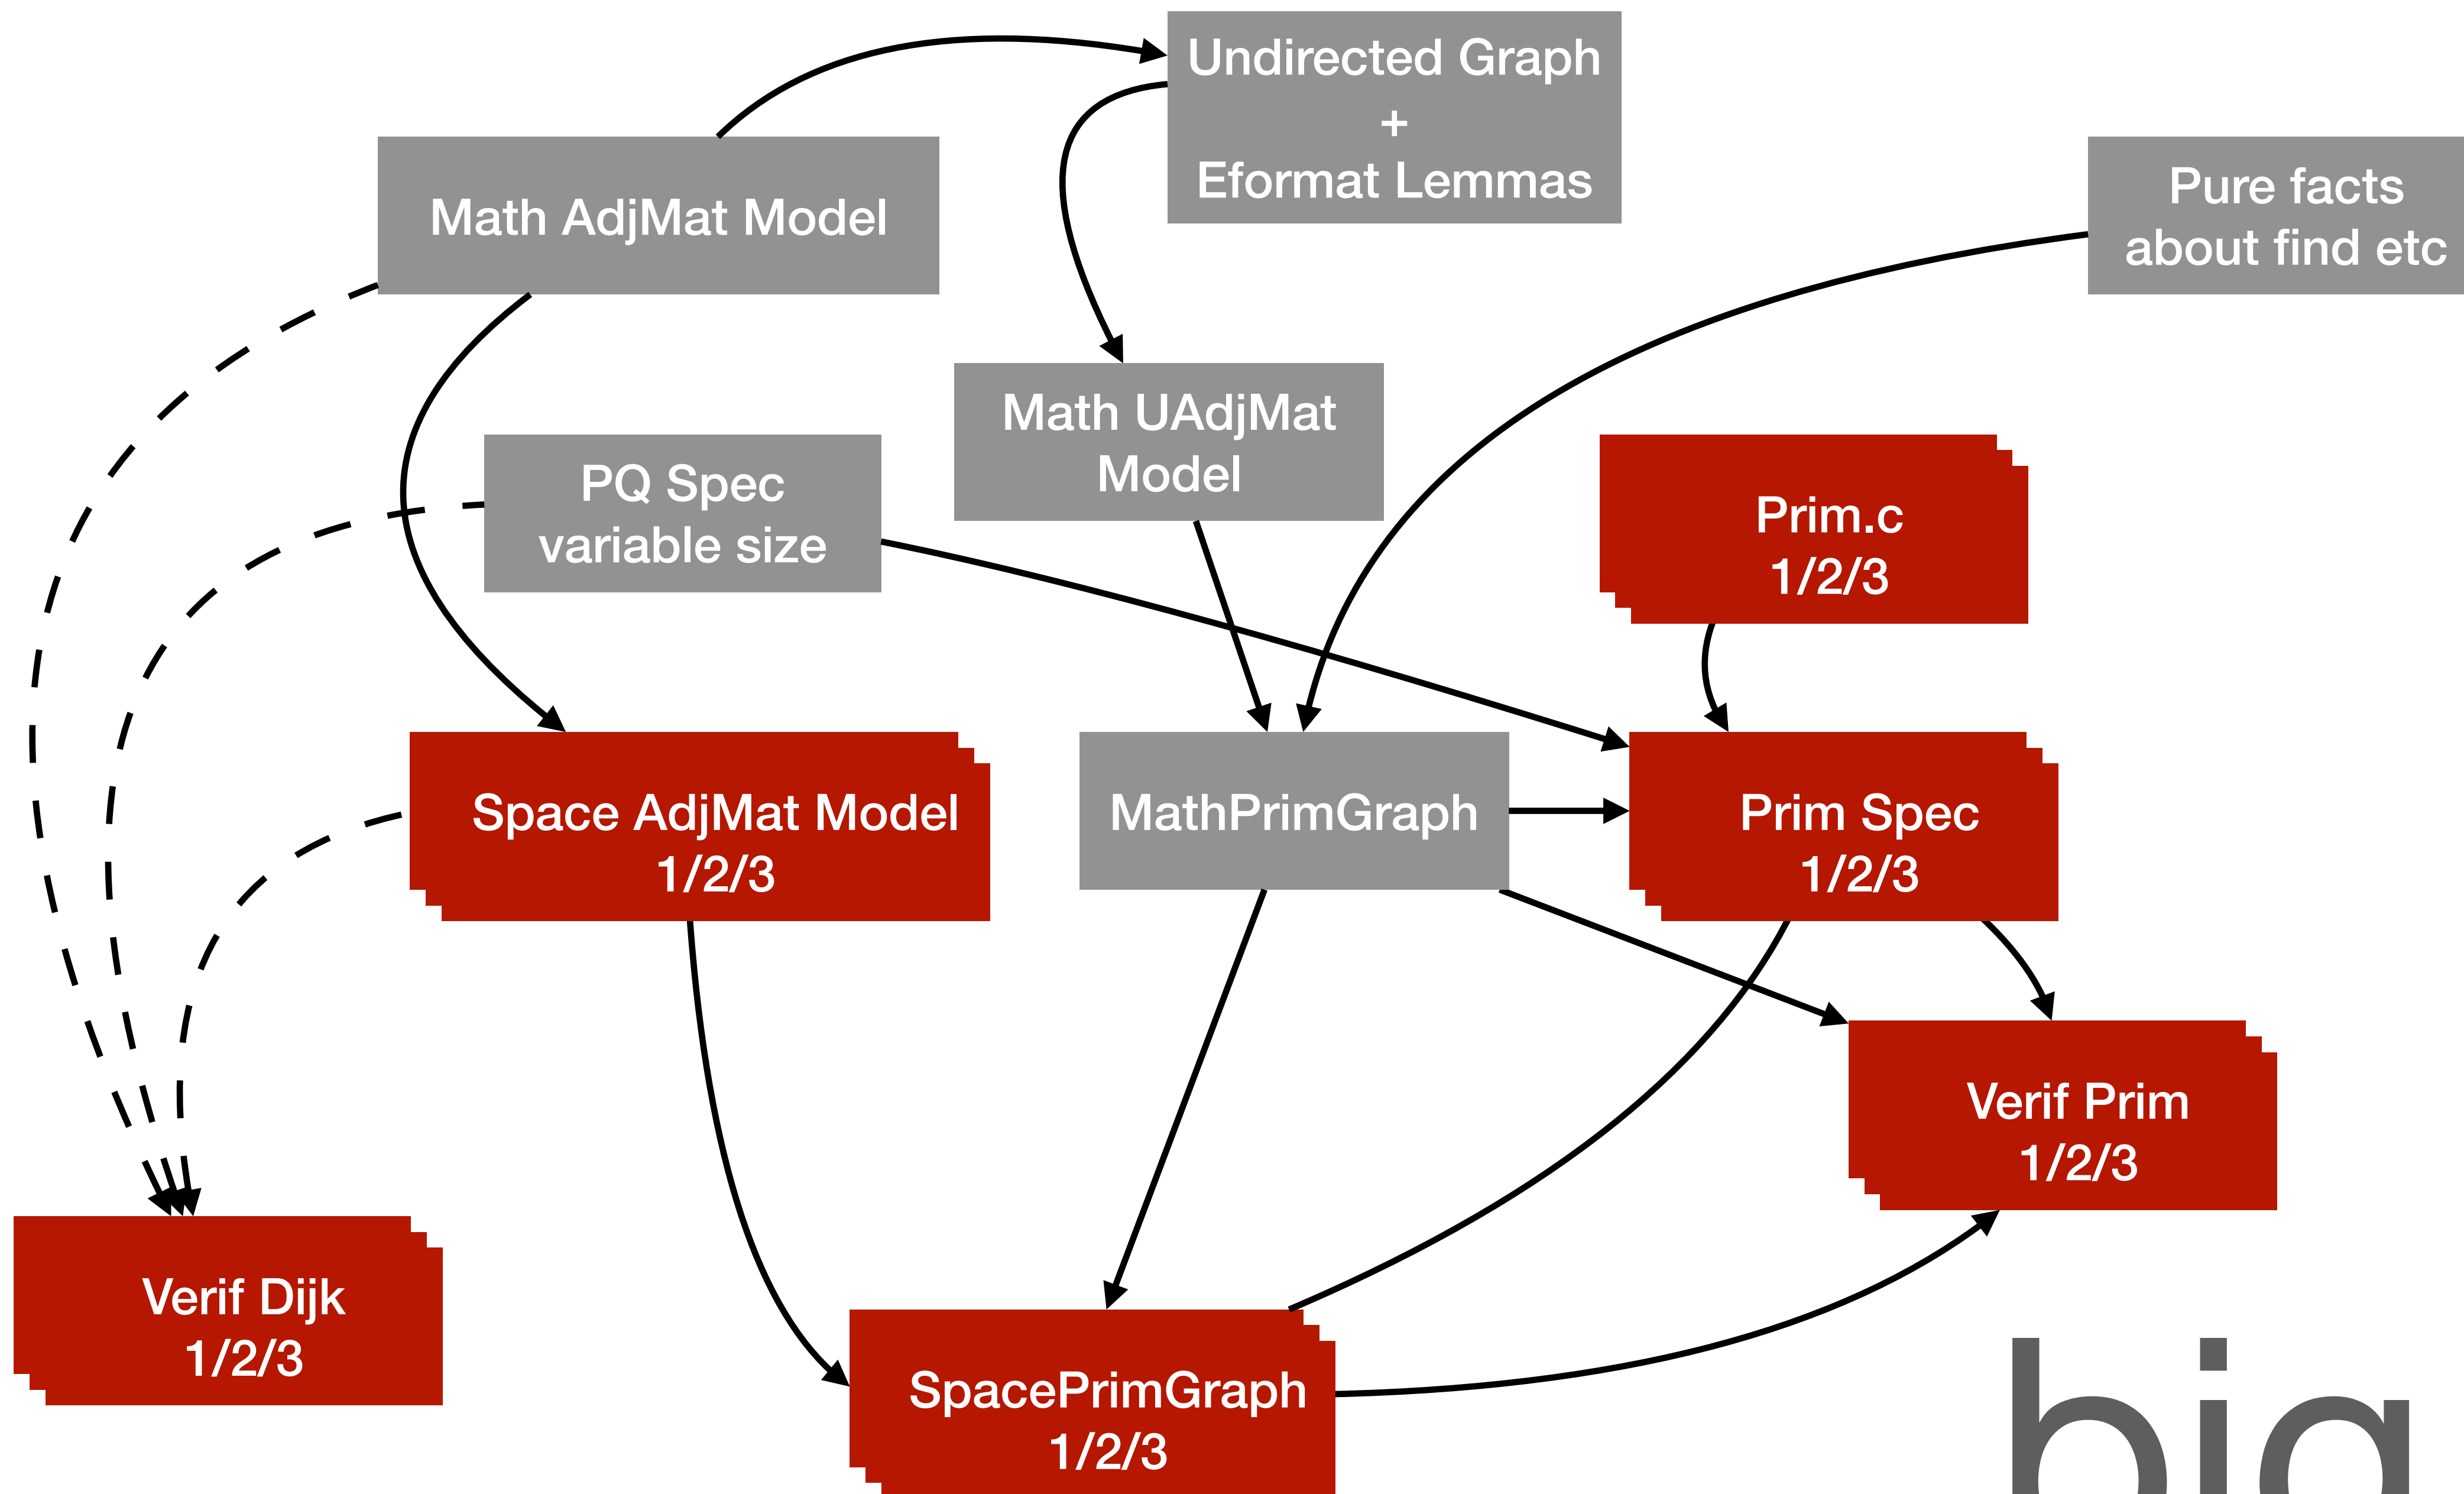 Undirected Graph
+
Eformat Lemmas
Math AdjMat Model
Pure facts
about find etc
Math UAdjMat
Model
PQ Spec
variable size
Prim.c
1/2/3
Space AdjMat Model
1/2/3
MathPrimGraph
Prim Spec
1/2/3
Verif Prim
1/2/3
Verif Dijk
1/2/3
SpacePrimGraph
1/2/3